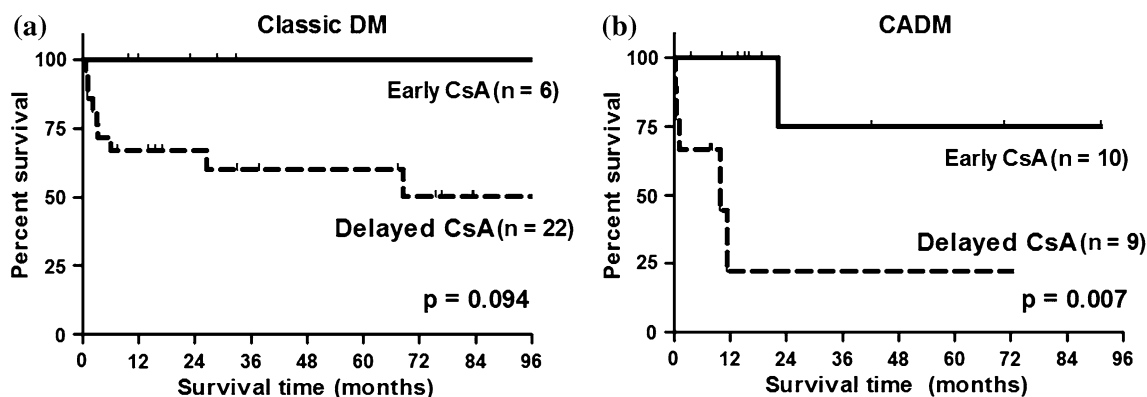 (a)
Classic DM
Percent survival
100
75
50
25
0
Early CsA (n = 6)
Delayed CsA (n = 22)
p = 0.094
0 12 24 36 48 60 72 84 96
Survival time (months)
(b)
CADM
Percent survival
100
75
50
25
0
Early CsA (n = 10)
Delayed CsA (n = 9)
p = 0.007
0 12 24 36 48 60 72 84 96
Survival time (months)